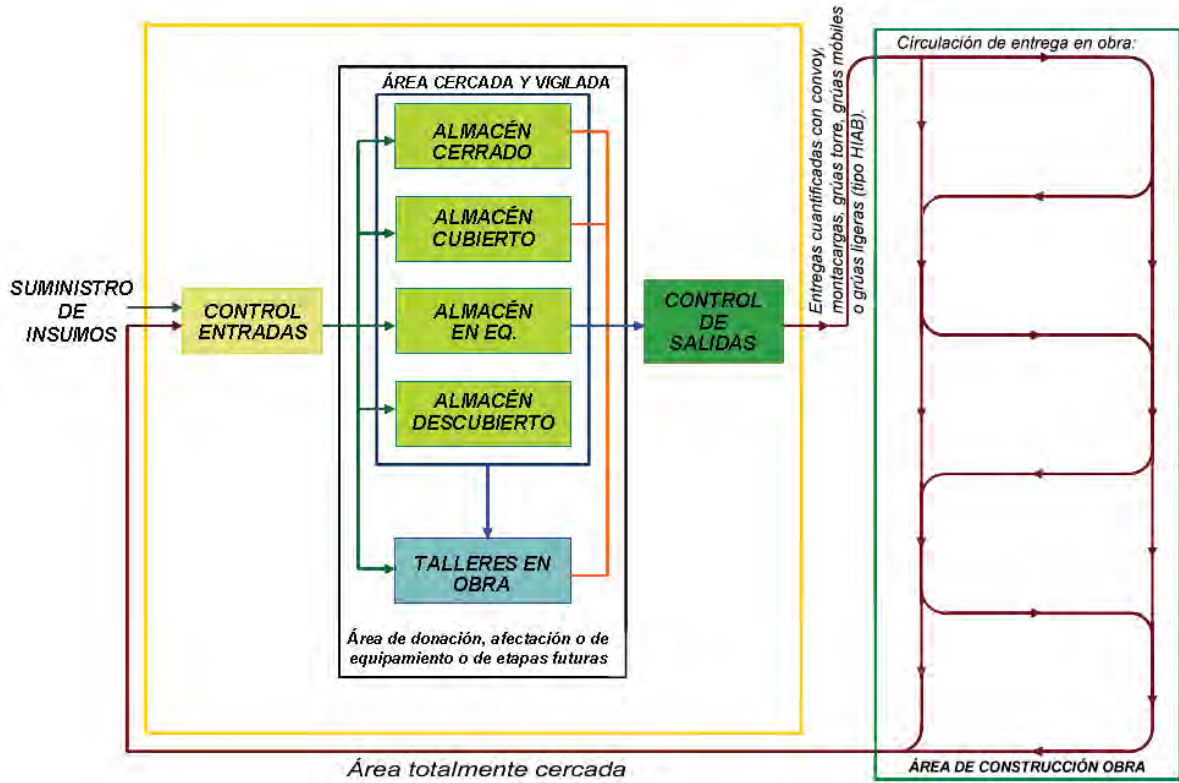 SUMINISTRO
DE
INSUMOS
CONTROL
ENTRADAS
ÁREA CERCADA Y VIGILADA
ALMACÉN
CERRADO
ALMACÉN
CUBIERTO
ALMACÉN
EN EQ.
ALMACÉN
DESCUBIERTO
TALLERES EN
OBRA
Área de donación, afectación o de
equipamiento o de etapas futuras
CONTROL
DE
SALIDAS
Entregas cuantificadas con convoy,
montacargas, grúas torre, grúas móbiles
o grúas ligeras (tipo HIAB).
Circulación de entrega en obra:
ÁREA DE CONSTRUCCIÓN OBRA
Área totalmente cercada